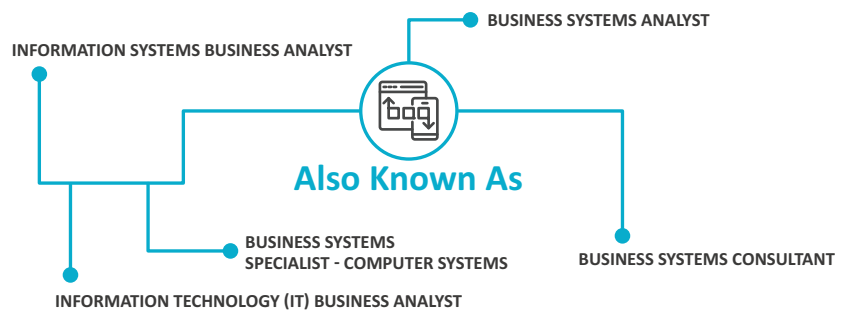 BUSINESS SYSTEMS ANALYST
INFORMATION SYSTEMS BUSINESS ANALYST
Also Known As
BUSINESS SYSTEMS
SPECIALIST - COMPUTER SYSTEMS
BUSINESS SYSTEMS CONSULTANT
INFORMATION TECHNOLOGY (IT) BUSINESS ANALYST